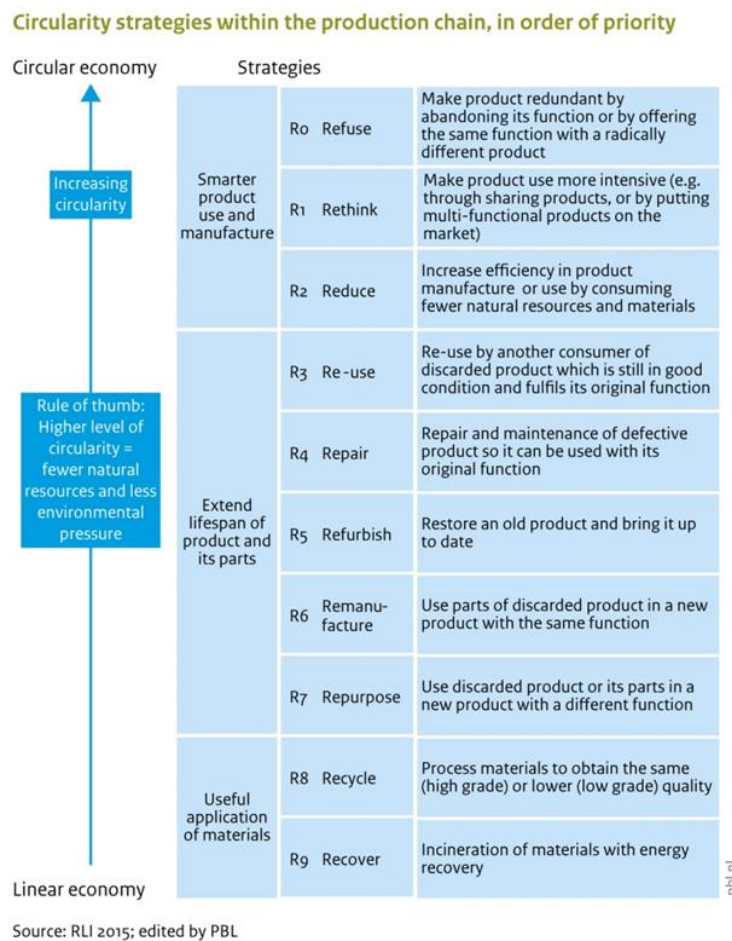 Circularity strategies within the production chain, in order of priority
Circular economy
Strategies
Increasing
circularity
Rule of thumb:
Higher level of
circularity =
fewer natural
resources and less
environmental
pressure
Linear economy
Smarter
product
use and
manufacture
R0 Refuse
Make product redundant by
abandoning its function or by offering
the same function with a radically
different product
R1 Rethink
Make product use more intensive (e.g.
through sharing products, or by putting
multi-functional products on the
market)
R2 Reduce
Increase efficiency in product
manufacture or use by consuming
fewer natural resources and materials
Extend
lifespan of
product and
its parts
R3 Re-use
Re-use by another consumer of
discarded product which is still in good
condition and fulfils its original function
R4 Repair
Repair and maintenance of defective
product so it can be used with its
original function
R5 Refurbish
Restore an old product and bring it up
to date
R6 Remanu-
facture
Use parts of discarded product in a new
product with the same function
R7 Repurpose
Use discarded product or its parts in a
new product with a different function
Useful
application
of materials
R8 Recycle
Process materials to obtain the same
(high grade) or lower (low grade) quality
R9 Recover
Incineration of materials with energy
recovery
pbl.nl
Source: RLI 2015; edited by PBL